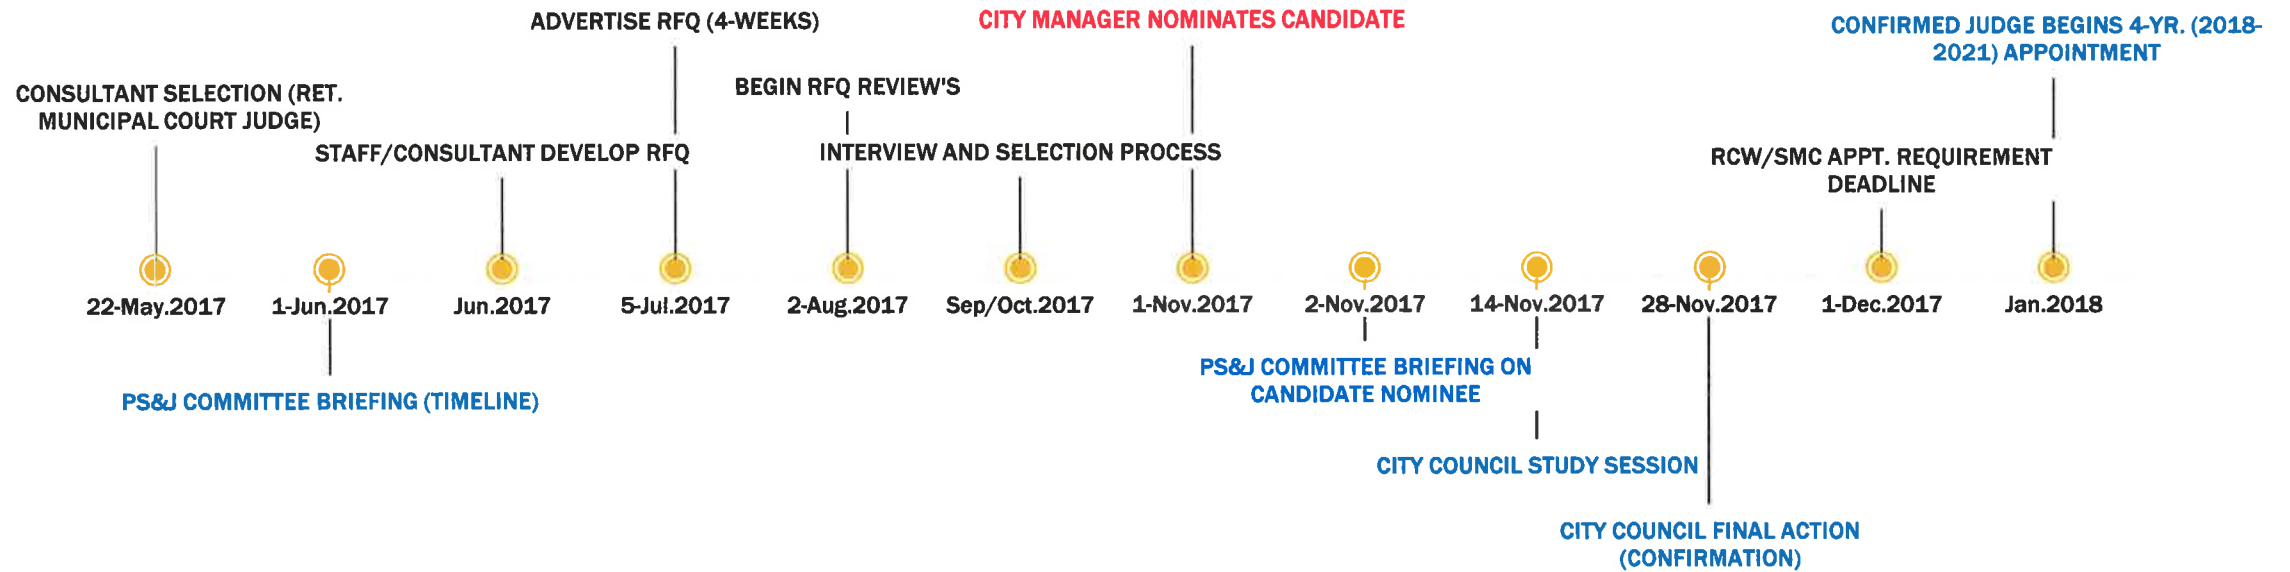 ADVERTISE RFQ (4-WEEKS)
CITY MANAGER NOMINATES CANDIDATE
CONFIRMED JUDGE BEGINS 4-YR. (2018-
2021) APPOINTMENT
CONSULTANT SELECTION (RET.
MUNICIPAL COURT JUDGE)
BEGIN RFQ REVIEW'S
STAFF/CONSULTANT DEVELOP RFQ
INTERVIEW AND SELECTION PROCESS
RCW/SMC APPT. REQUIREMENT
DEADLINE
22-May.2017
1-Jun.2017
Jun.2017
5-Jul.2017
2-Aug.2017
Sep/Oct.2017
1-Nov.2017
2-Nov.2017
14-Nov.2017
28-Nov.2017
1-Dec.2017
Jan.2018
PS&J COMMITTEE BRIEFING (TIMELINE)
PS&J COMMITTEE BRIEFING ON
CANDIDATE NOMINEE
CITY COUNCIL STUDY SESSION
CITY COUNCIL FINAL ACTION
(CONFIRMATION)